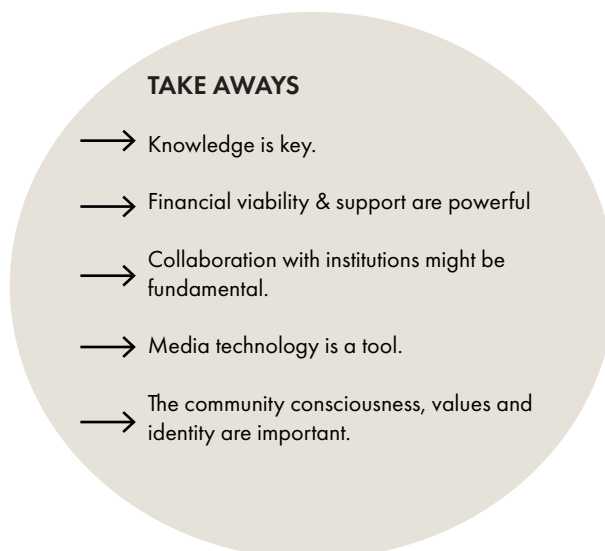 TAKE AWAYS
Knowledge is key.
Financial viability & support are powerful
Collaboration with institutions might be
fundamental.
Media technology is a tool.
The community consciousness, values and
identity are important.